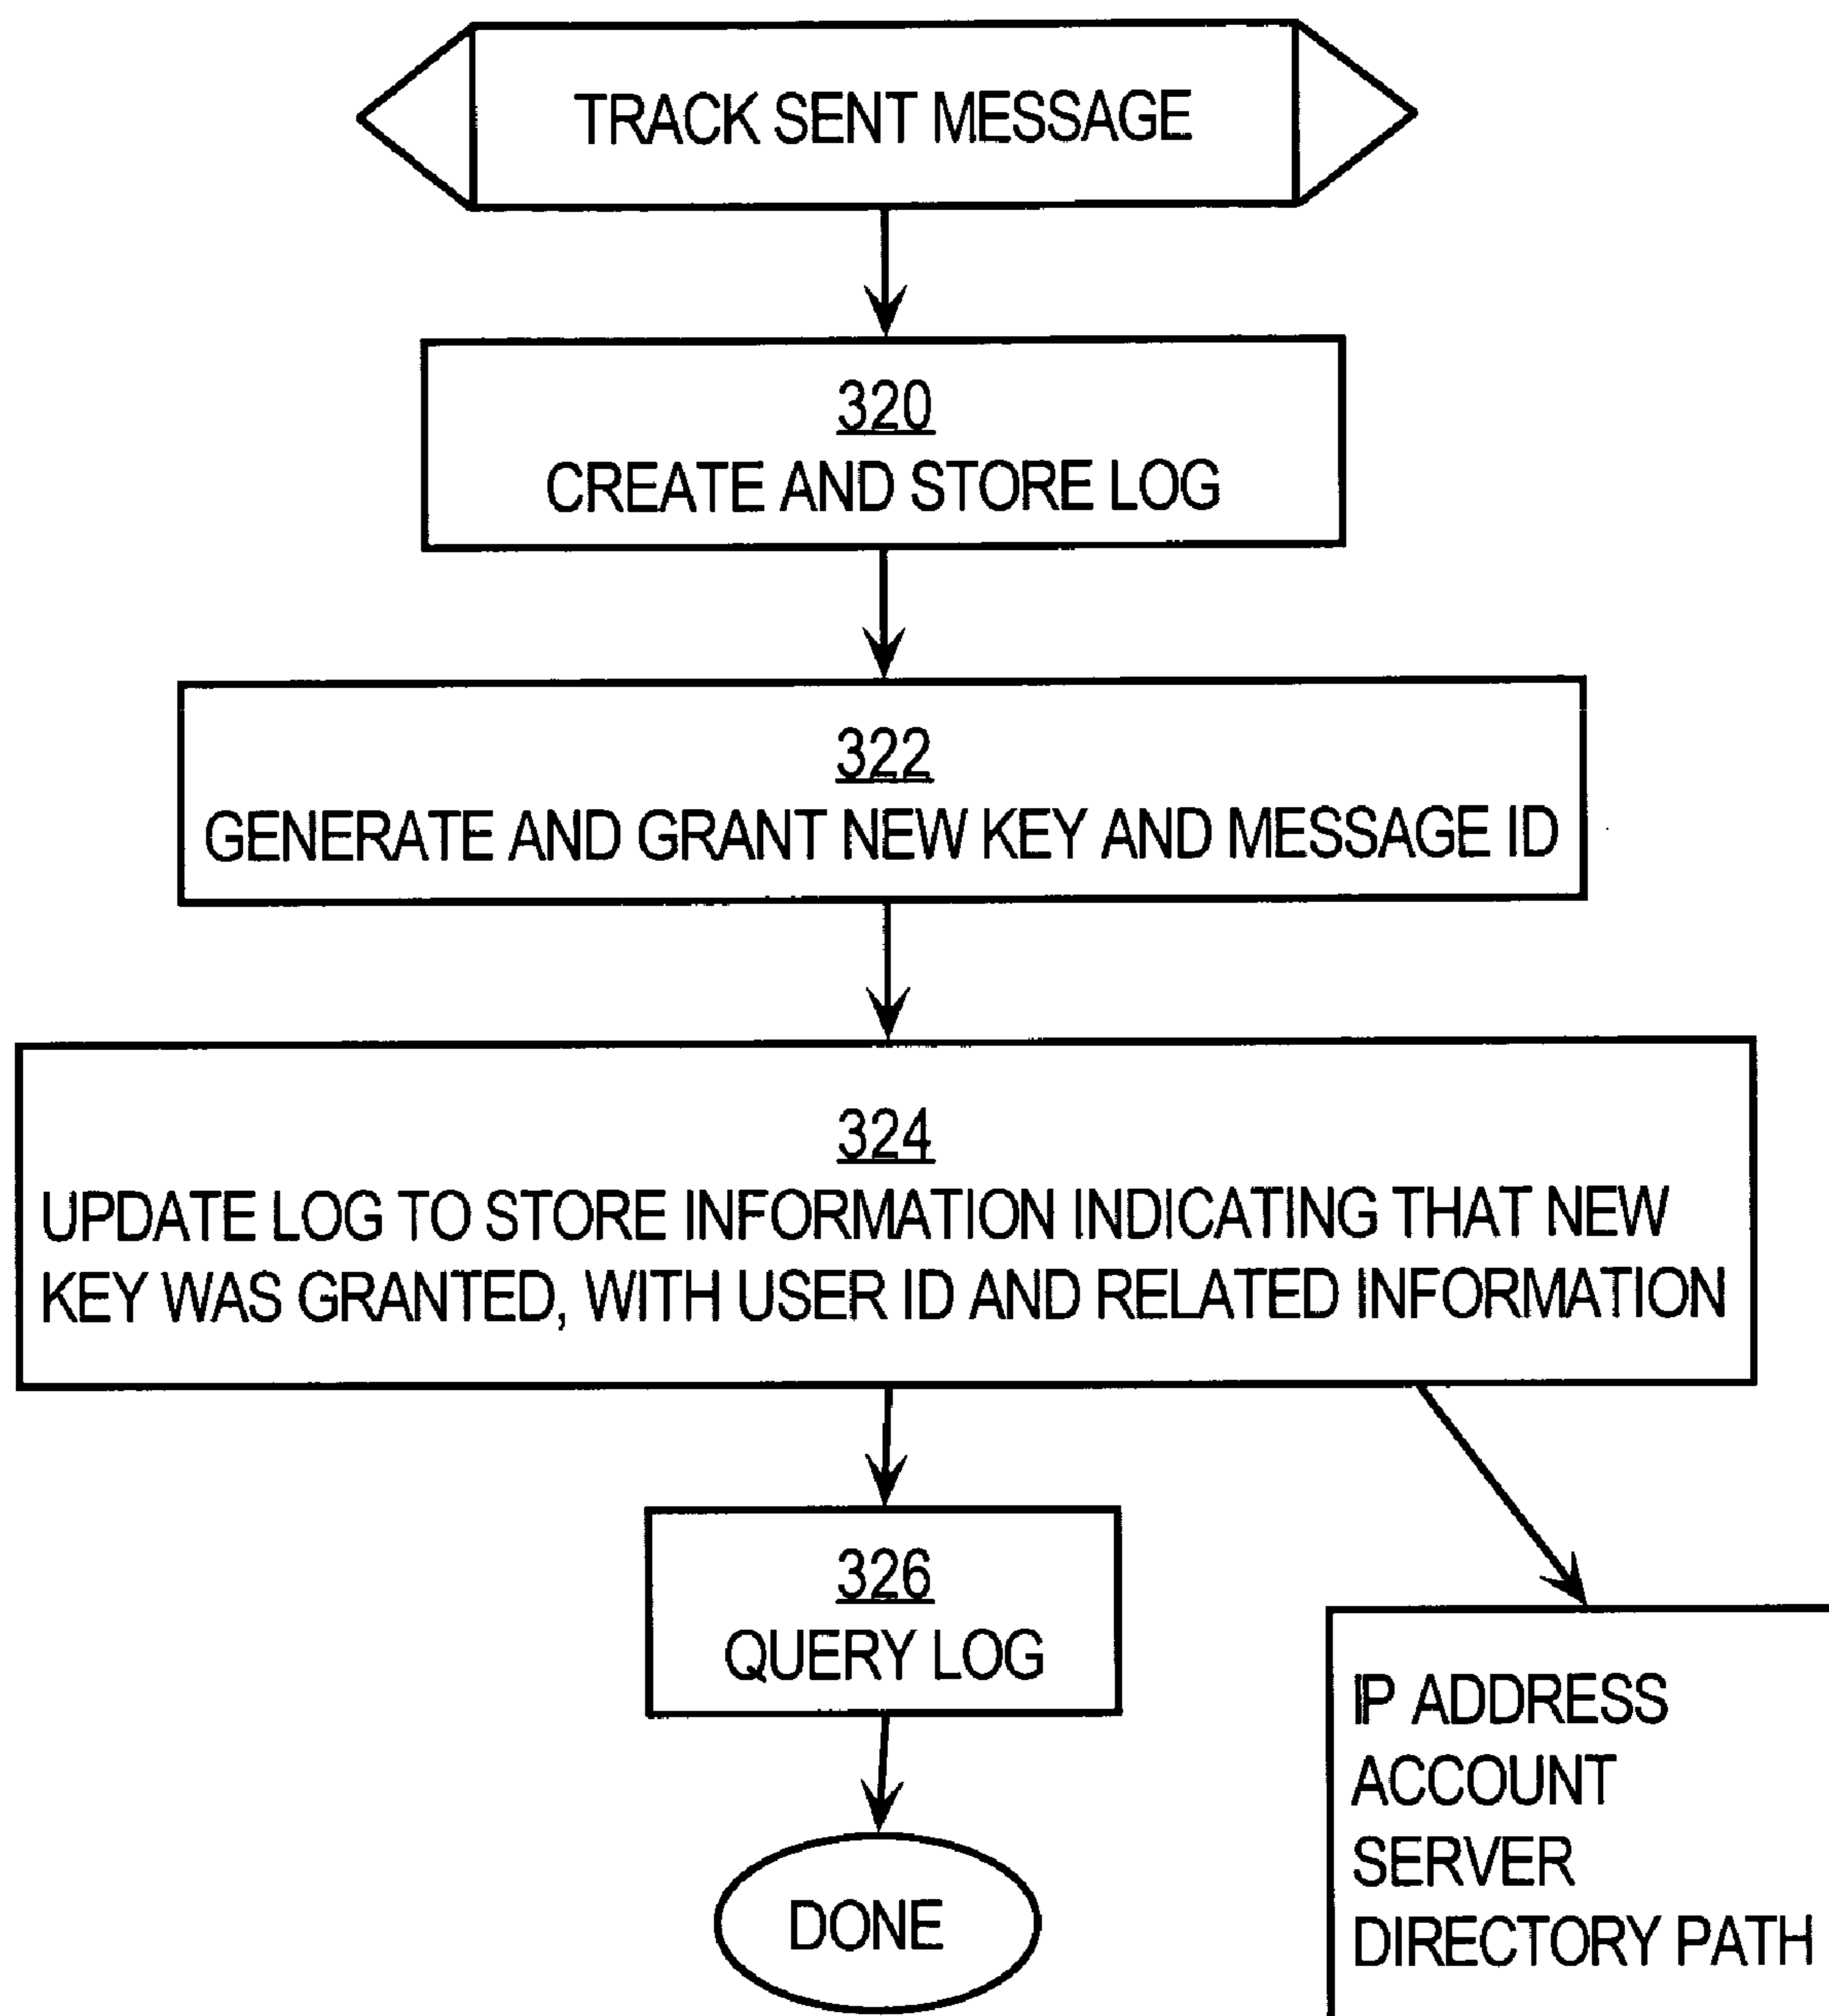 TRACK SENT MESSAGE
320
CREATE AND STORE LOG
322
GENERATE AND GRANT NEW KEY AND MESSAGE ID
324
UPDATE LOG TO STORE INFORMATION INDICATING THAT NEW
KEY WAS GRANTED, WITH USER ID AND RELATED INFORMATION
326
QUERY LOG
DONE
IP ADDRESS
ACCOUNT
SERVER
DIRECTORY PATH